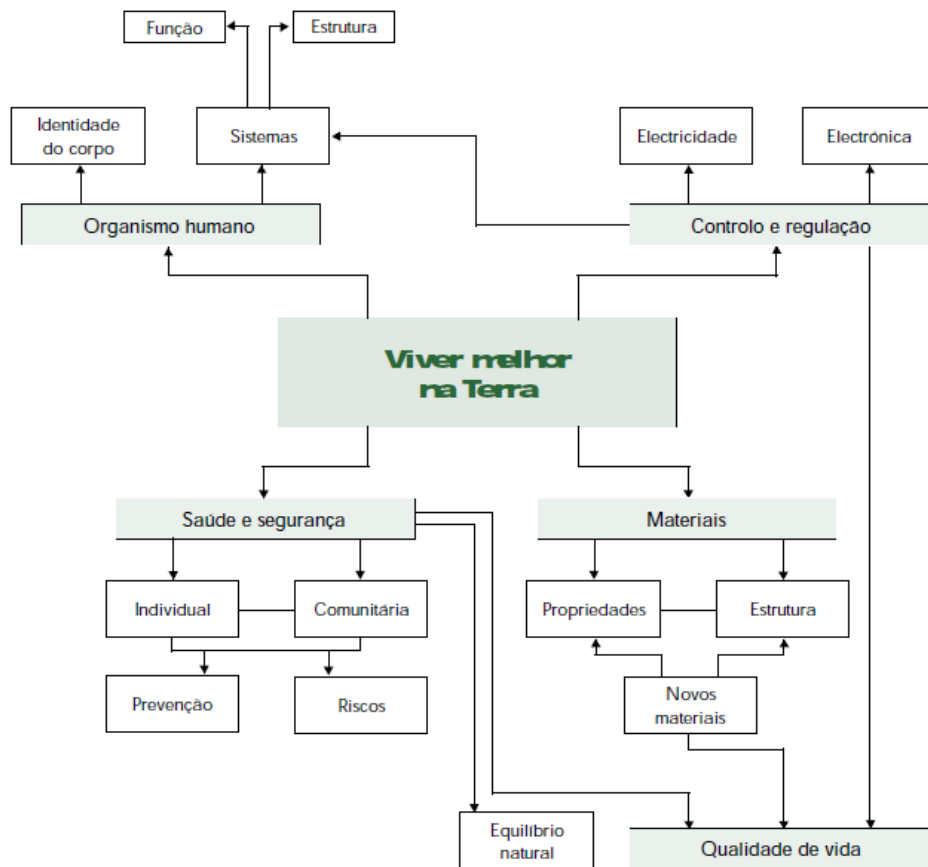 Função
Estrutura
Identidade
do corpo
Sistemas
Electricidade
Electrónica
Organismo humano
Controlo e regulação
Viver melhor
na Terra
Saúde e segurança
Materiais
Individual
Comunitária
Propriedades
Estrutura
Prevenção
Riscos
Novos
materiais
Equilíbrio
natural
Qualidade de vida